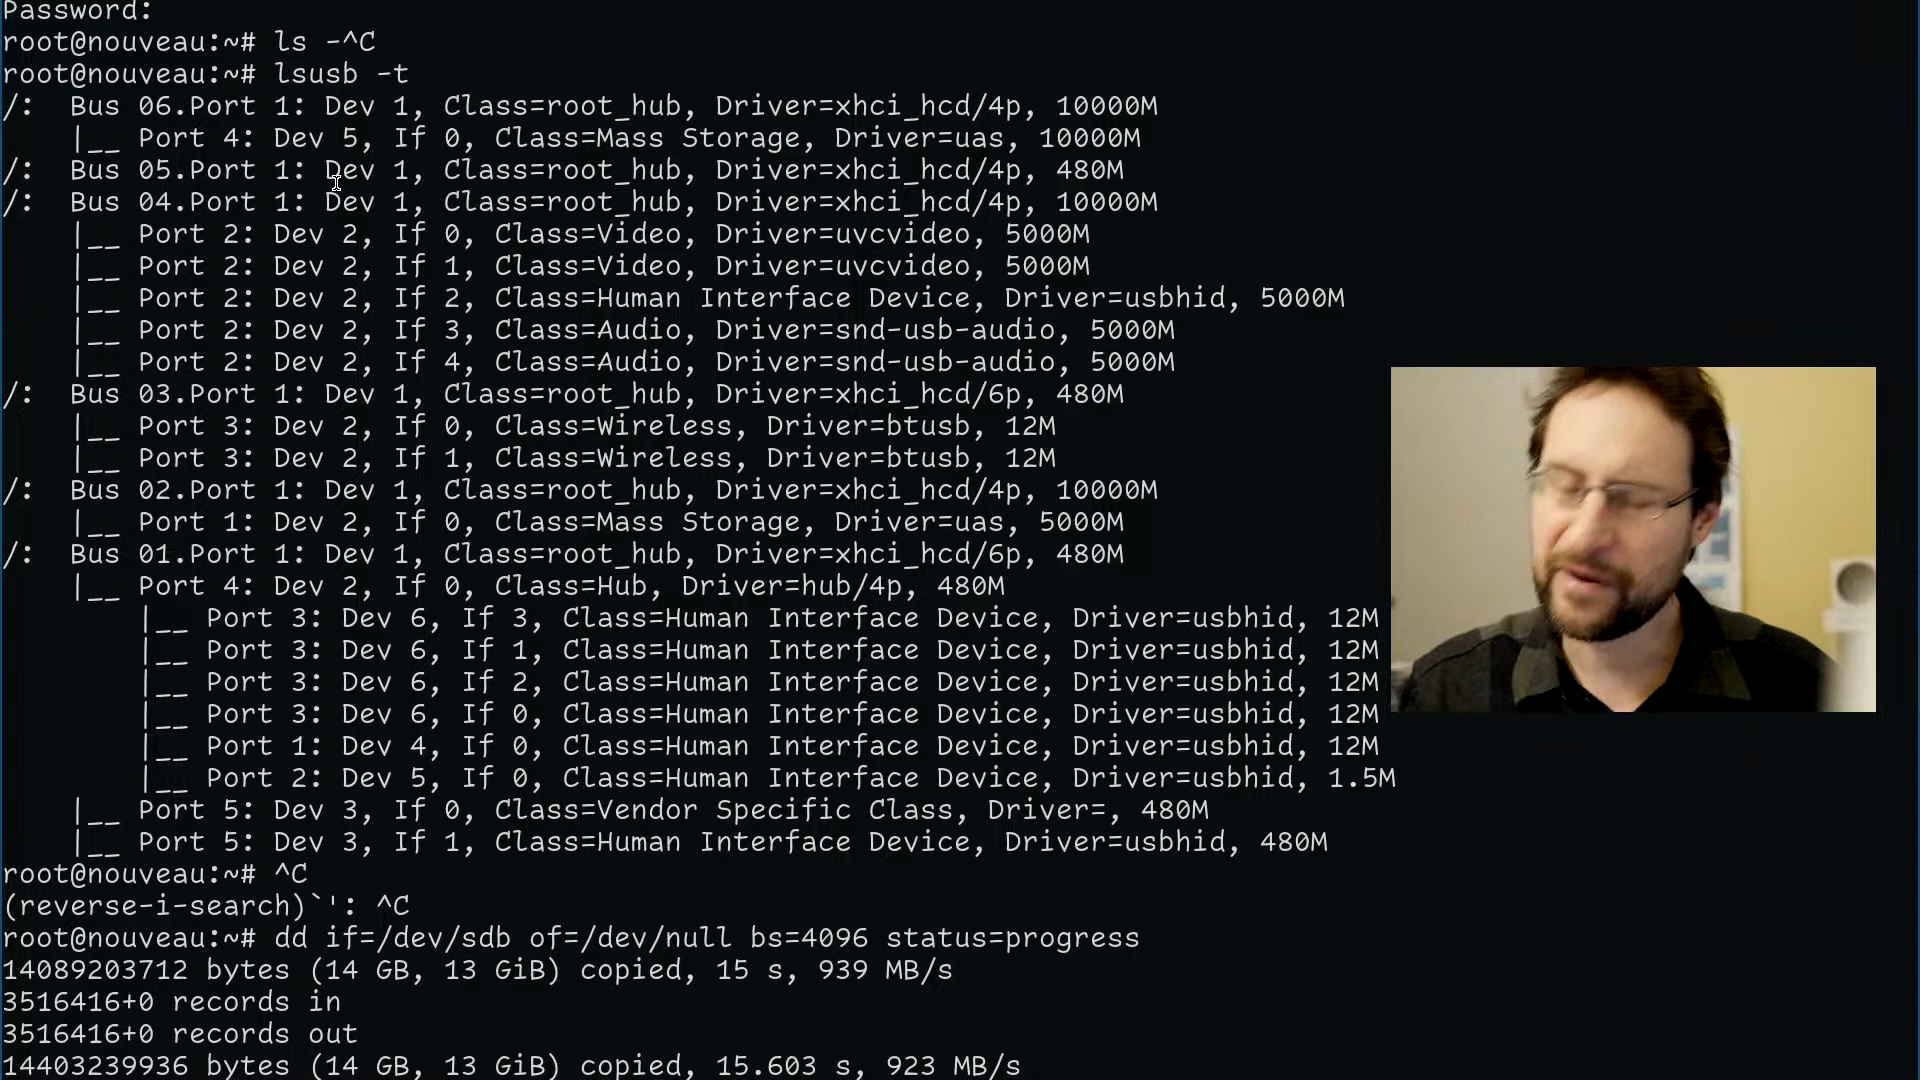 Password:
root@nouveau:~# ls -^C
root@nouveau:~# lsusb -t
/:  Bus 06.Port 1: Dev 1, Class=root_hub, Driver=xhci_hcd/4p, 10000M
    |__ Port 4: Dev 5, If 0, Class=Mass Storage, Driver=uas, 10000M
/:  Bus 05.Port 1: Dev 1, Class=root_hub, Driver=xhci_hcd/4p, 480M
/:  Bus 04.Port 1: Dev 1, Class=root_hub, Driver=xhci_hcd/4p, 10000M
    |__ Port 2: Dev 2, If 0, Class=Video, Driver=uvcvideo, 5000M
    |__ Port 2: Dev 2, If 1, Class=Video, Driver=uvcvideo, 5000M
    |__ Port 2: Dev 2, If 2, Class=Human Interface Device, Driver=usbhid, 5000M
    |__ Port 2: Dev 2, If 3, Class=Audio, Driver=snd-usb-audio, 5000M
    |__ Port 2: Dev 2, If 4, Class=Audio, Driver=snd-usb-audio, 5000M
/:  Bus 03.Port 1: Dev 1, Class=root_hub, Driver=xhci_hcd/6p, 480M
    |__ Port 3: Dev 2, If 0, Class=Wireless, Driver=btusb, 12M
    |__ Port 3: Dev 2, If 1, Class=Wireless, Driver=btusb, 12M
/:  Bus 02.Port 1: Dev 1, Class=root_hub, Driver=xhci_hcd/4p, 10000M
    |__ Port 1: Dev 2, If 0, Class=Mass Storage, Driver=uas, 5000M
/:  Bus 01.Port 1: Dev 1, Class=root_hub, Driver=xhci_hcd/6p, 480M
    |__ Port 4: Dev 2, If 0, Class=Hub, Driver=hub/4p, 480M
        |__ Port 3: Dev 6, If 3, Class=Human Interface Device, Driver=usbhid, 12M
        |__ Port 3: Dev 6, If 1, Class=Human Interface Device, Driver=usbhid, 12M
        |__ Port 3: Dev 6, If 2, Class=Human Interface Device, Driver=usbhid, 12M
        |__ Port 3: Dev 6, If 0, Class=Human Interface Device, Driver=usbhid, 12M
        |__ Port 1: Dev 4, If 0, Class=Human Interface Device, Driver=usbhid, 12M
        |__ Port 2: Dev 5, If 0, Class=Human Interface Device, Driver=usbhid, 1.5M
    |__ Port 5: Dev 3, If 0, Class=Vendor Specific Class, Driver=, 480M
    |__ Port 5: Dev 3, If 1, Class=Human Interface Device, Driver=usbhid, 480M
root@nouveau:~# ^C
(reverse-i-search)`': ^C
root@nouveau:~# dd if=/dev/sdb of=/dev/null bs=4096 status=progress
14089203712 bytes (14 GB, 13 GiB) copied, 15 s, 939 MB/s
3516416+0 records in
3516416+0 records out
14403239936 bytes (14 GB, 13 GiB) copied, 15.603 s, 923 MB/s